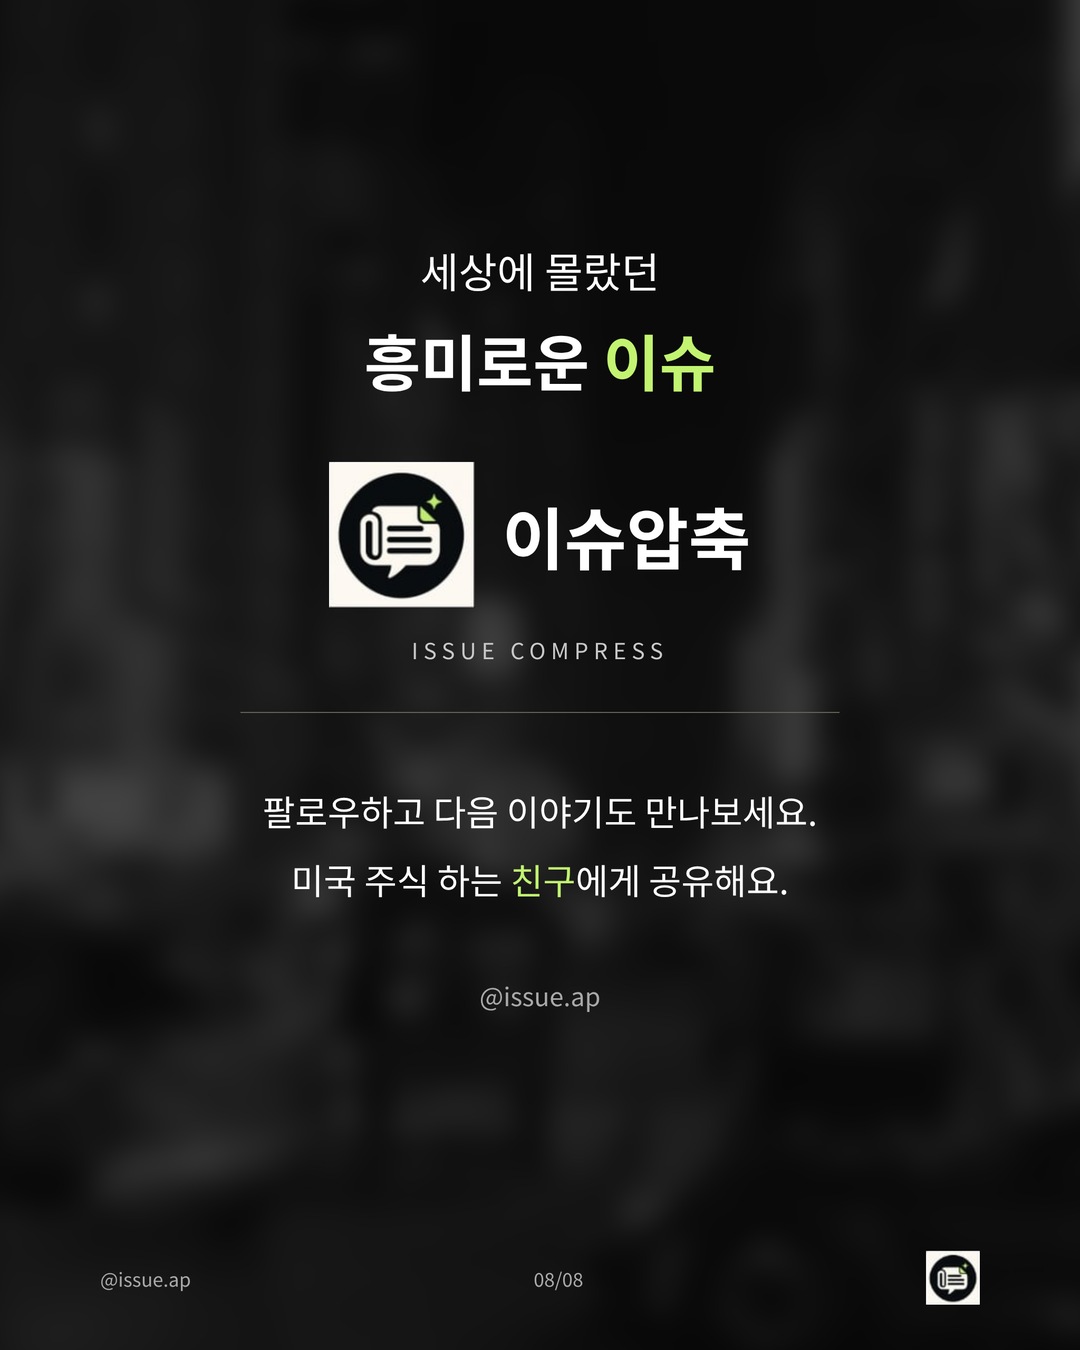 세상에 몰랐던
흥미로운 이슈
이슈압축
ISSUE COMPRESS
팔로우하고 다음 이야기도 만나보세요.
미국 주식 하는 친구에게 공유해요.
@issue.ap
@issue.ap
08/08